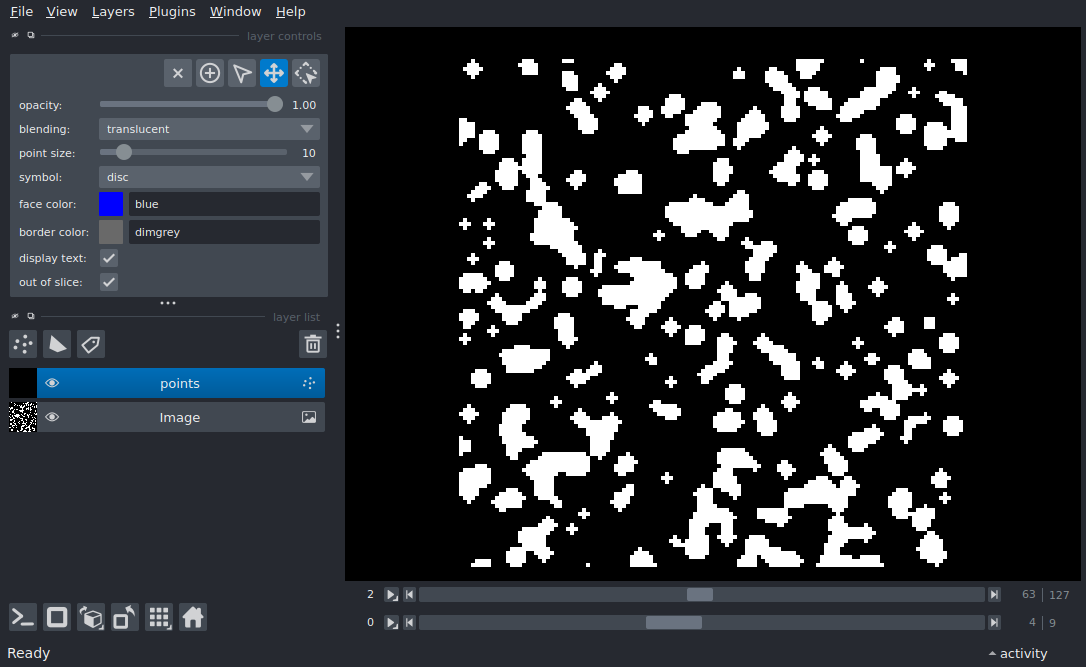 File View Layers Plugins Window Help
layer controls
opacity: 1.00
blending: translucent
point size: 10
symbol: disc
face color: blue
border color: dimgrey
display text:
out of slice:
layer list
points
Image
2 63 127
0 4 9
Ready activity